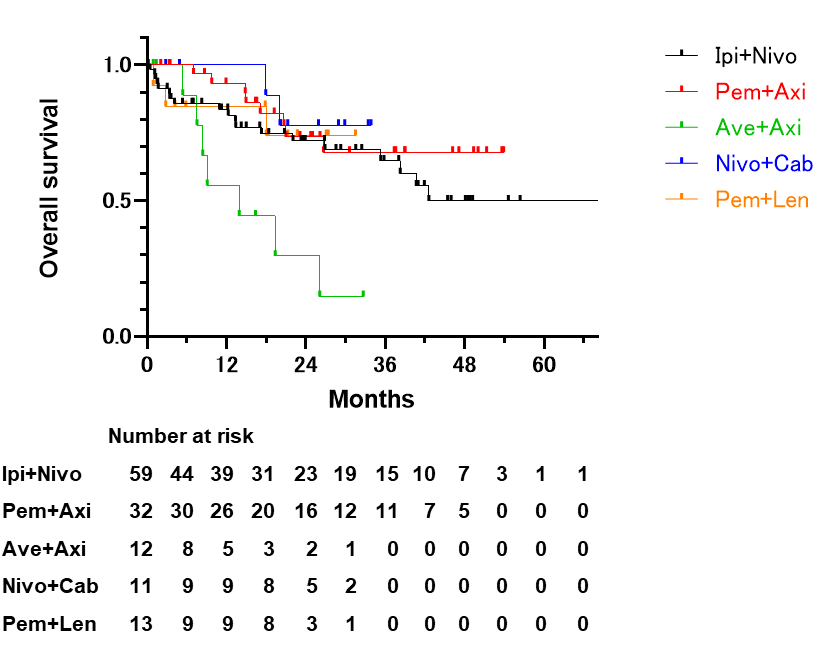 Overall survival
1.0
0.5
0.0
0 12 24 36 48 60
Months
Ipi+Nivo
Pem+Axi
Ave+Axi
Nivo+Cab
Pem+Len
Number at risk
Ipi+Nivo 59 44 39 31 23 19 15 10 7 3 1 1
Pem+Axi 32 30 26 20 16 12 11 7 5 0 0 0
Ave+Axi 12 8 5 3 2 1 0 0 0 0 0 0
Nivo+Cab 11 9 9 8 5 2 0 0 0 0 0 0
Pem+Len 13 9 9 8 3 1 0 0 0 0 0 0